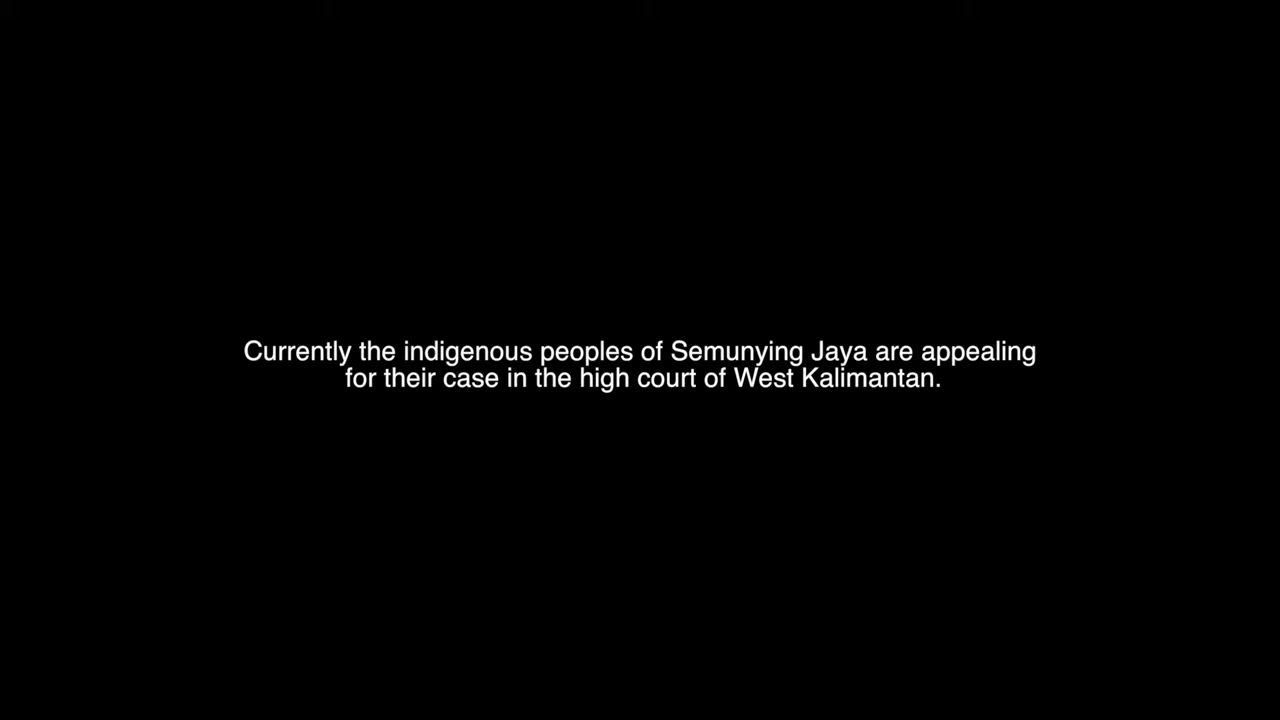 Currently the indigenous peoples of Semunying Jaya are appealing
for their case in the high court of West Kalimantan.